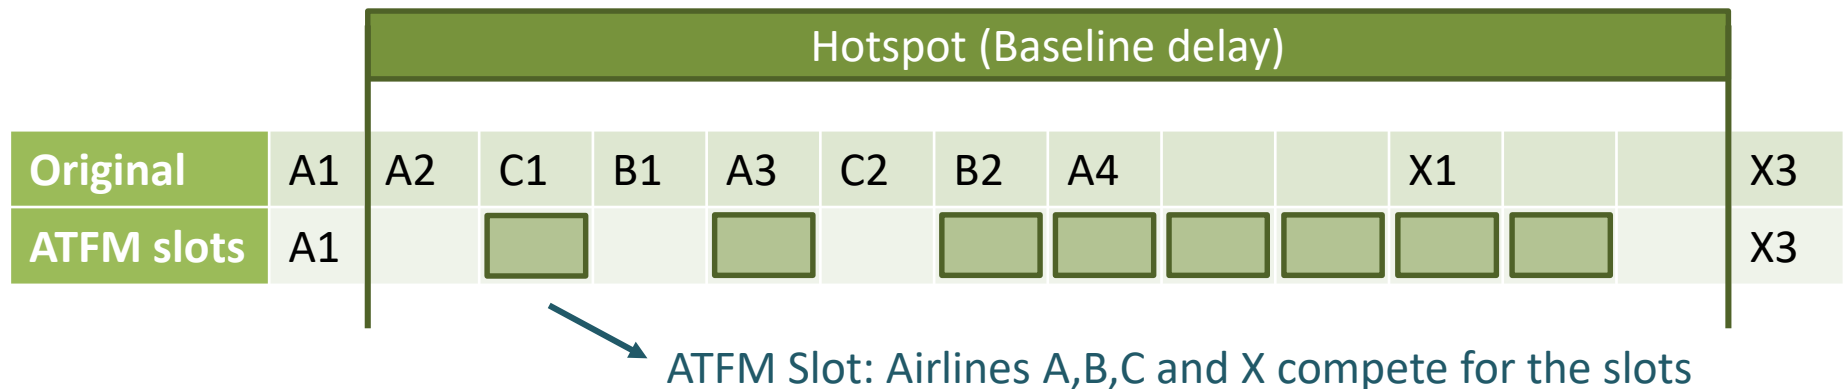 Hotspot (Baseline delay)
Original A1 A2 C1 B1 A3 C2 B2 A4 X1 X3
ATFM slots A1 X3
ATFM Slot: Airlines A,B,C and X compete for the slots